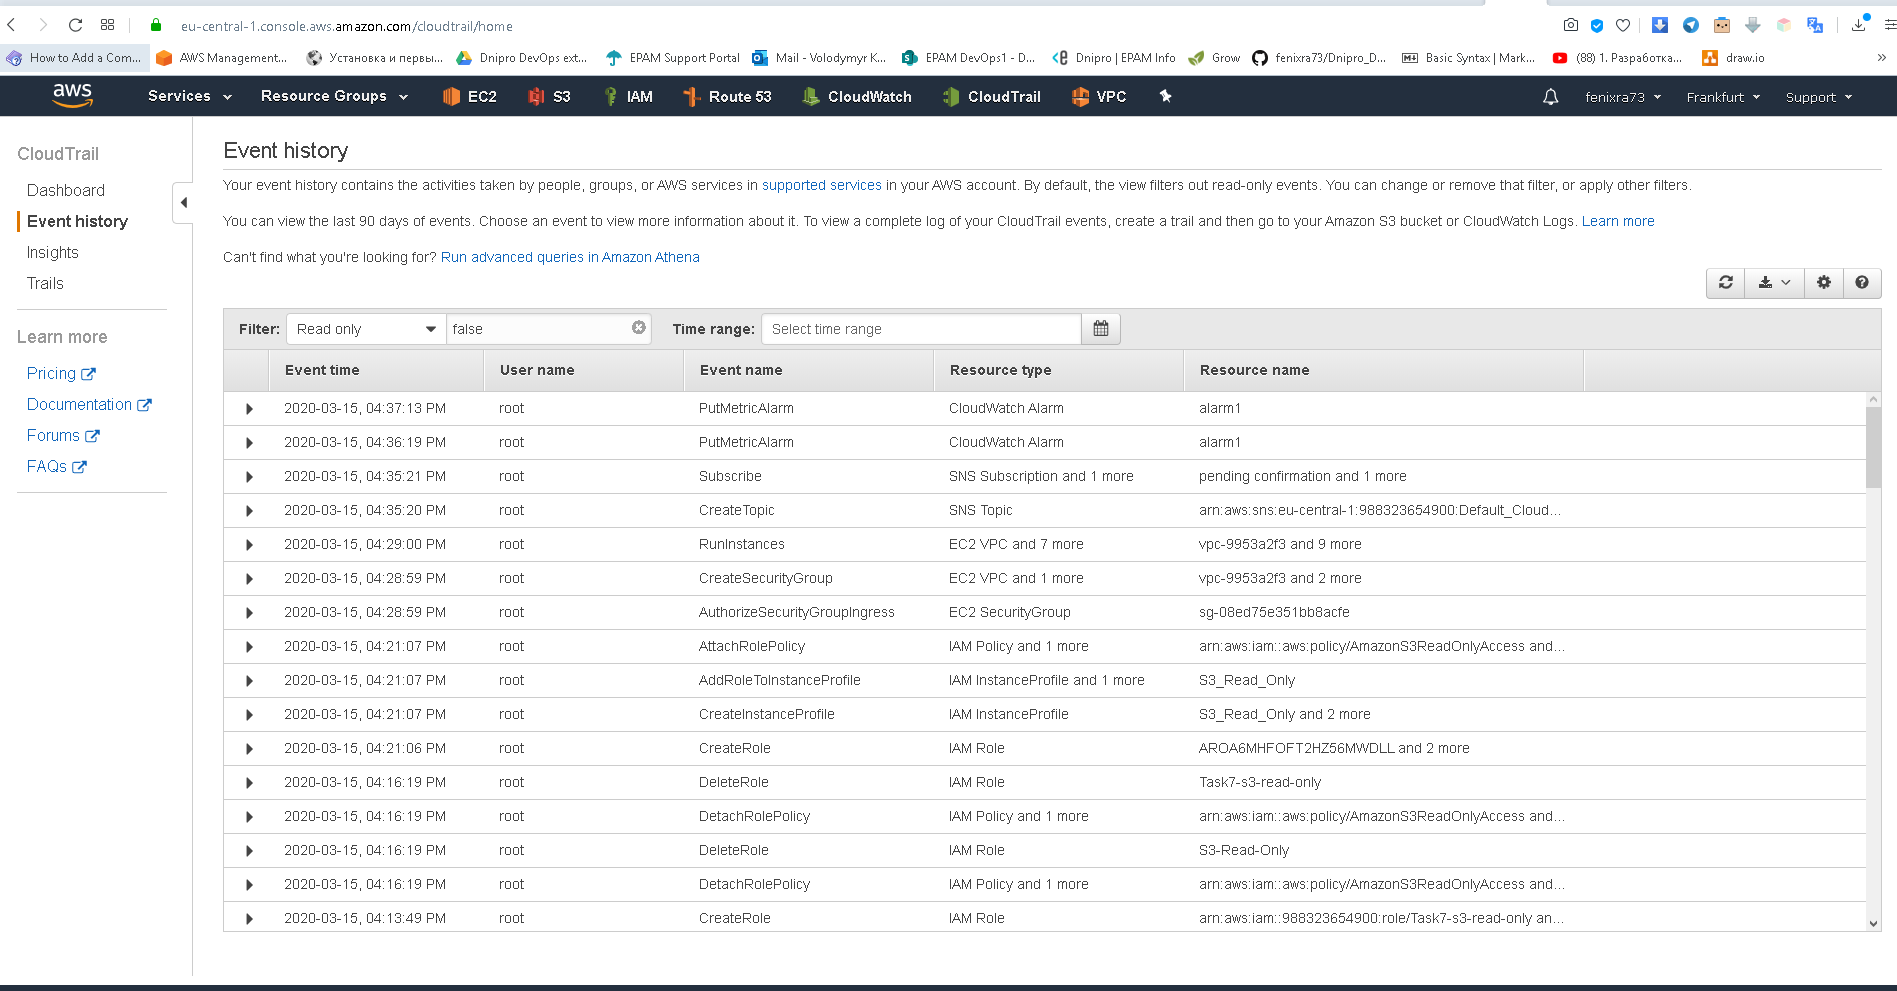 eu-central-1.console.aws.amazon.com/cloudtrail/home
How to Add a Com... AWS Management... Установка и первы... Dnipro DevOps ext... EPAM Support Portal Mail - Volodymyr K... EPAM DevOps1 - D... Dnipro | EPAM Info Grow fenixra73/Dnipro_D... Basic Syntax | Mark... (88) 1. Разработка... draw.io »
aws Services Resource Groups EC2 S3 IAM Route 53 CloudWatch CloudTrail VPC fenixra73 Frankfurt Support
CloudTrail
Dashboard
Event history
Insights
Trails
Learn more
Pricing
Documentation
Forums
FAQs
Event history
Your event history contains the activities taken by people, groups, or AWS services in supported services in your AWS account. By default, the view filters out read-only events. You can change or remove that filter, or apply other filters.
You can view the last 90 days of events. Choose an event to view more information about it. To view a complete log of your CloudTrail events, create a trail and then go to your Amazon S3 bucket or CloudWatch Logs. Learn more
Can't find what you're looking for? Run advanced queries in Amazon Athena
Filter: Read only false Time range: Select time range
Event time User name Event name Resource type Resource name
2020-03-15, 04:37:13 PM root PutMetricAlarm CloudWatch Alarm alarm1
2020-03-15, 04:36:19 PM root PutMetricAlarm CloudWatch Alarm alarm1
2020-03-15, 04:35:21 PM root Subscribe SNS Subscription and 1 more pending confirmation and 1 more
2020-03-15, 04:35:20 PM root CreateTopic SNS Topic arn:aws:sns:eu-central-1:988323654900:Default_Cloud...
2020-03-15, 04:29:00 PM root RunInstances EC2 VPC and 7 more vpc-9953a2f3 and 9 more
2020-03-15, 04:28:59 PM root CreateSecurityGroup EC2 VPC and 1 more vpc-9953a2f3 and 2 more
2020-03-15, 04:28:59 PM root AuthorizeSecurityGroupIngress EC2 SecurityGroup sg-08ed75e351bb8acfe
2020-03-15, 04:21:07 PM root AttachRolePolicy IAM Policy and 1 more arn:aws:iam::aws:policy/AmazonS3ReadOnlyAccess and...
2020-03-15, 04:21:07 PM root AddRoleToInstanceProfile IAM InstanceProfile and 1 more S3_Read_Only
2020-03-15, 04:21:07 PM root CreateInstanceProfile IAM InstanceProfile S3_Read_Only and 2 more
2020-03-15, 04:21:06 PM root CreateRole IAM Role AROA6MHFOFT2HZ56MWDLL and 2 more
2020-03-15, 04:16:19 PM root DeleteRole IAM Role Task7-s3-read-only
2020-03-15, 04:16:19 PM root DetachRolePolicy IAM Policy and 1 more arn:aws:iam::aws:policy/AmazonS3ReadOnlyAccess and...
2020-03-15, 04:16:19 PM root DeleteRole IAM Role S3-Read-Only
2020-03-15, 04:16:19 PM root DetachRolePolicy IAM Policy and 1 more arn:aws:iam::aws:policy/AmazonS3ReadOnlyAccess and...
2020-03-15, 04:13:49 PM root CreateRole IAM Role arn:aws:iam::988323654900:role/Task7-s3-read-only an...